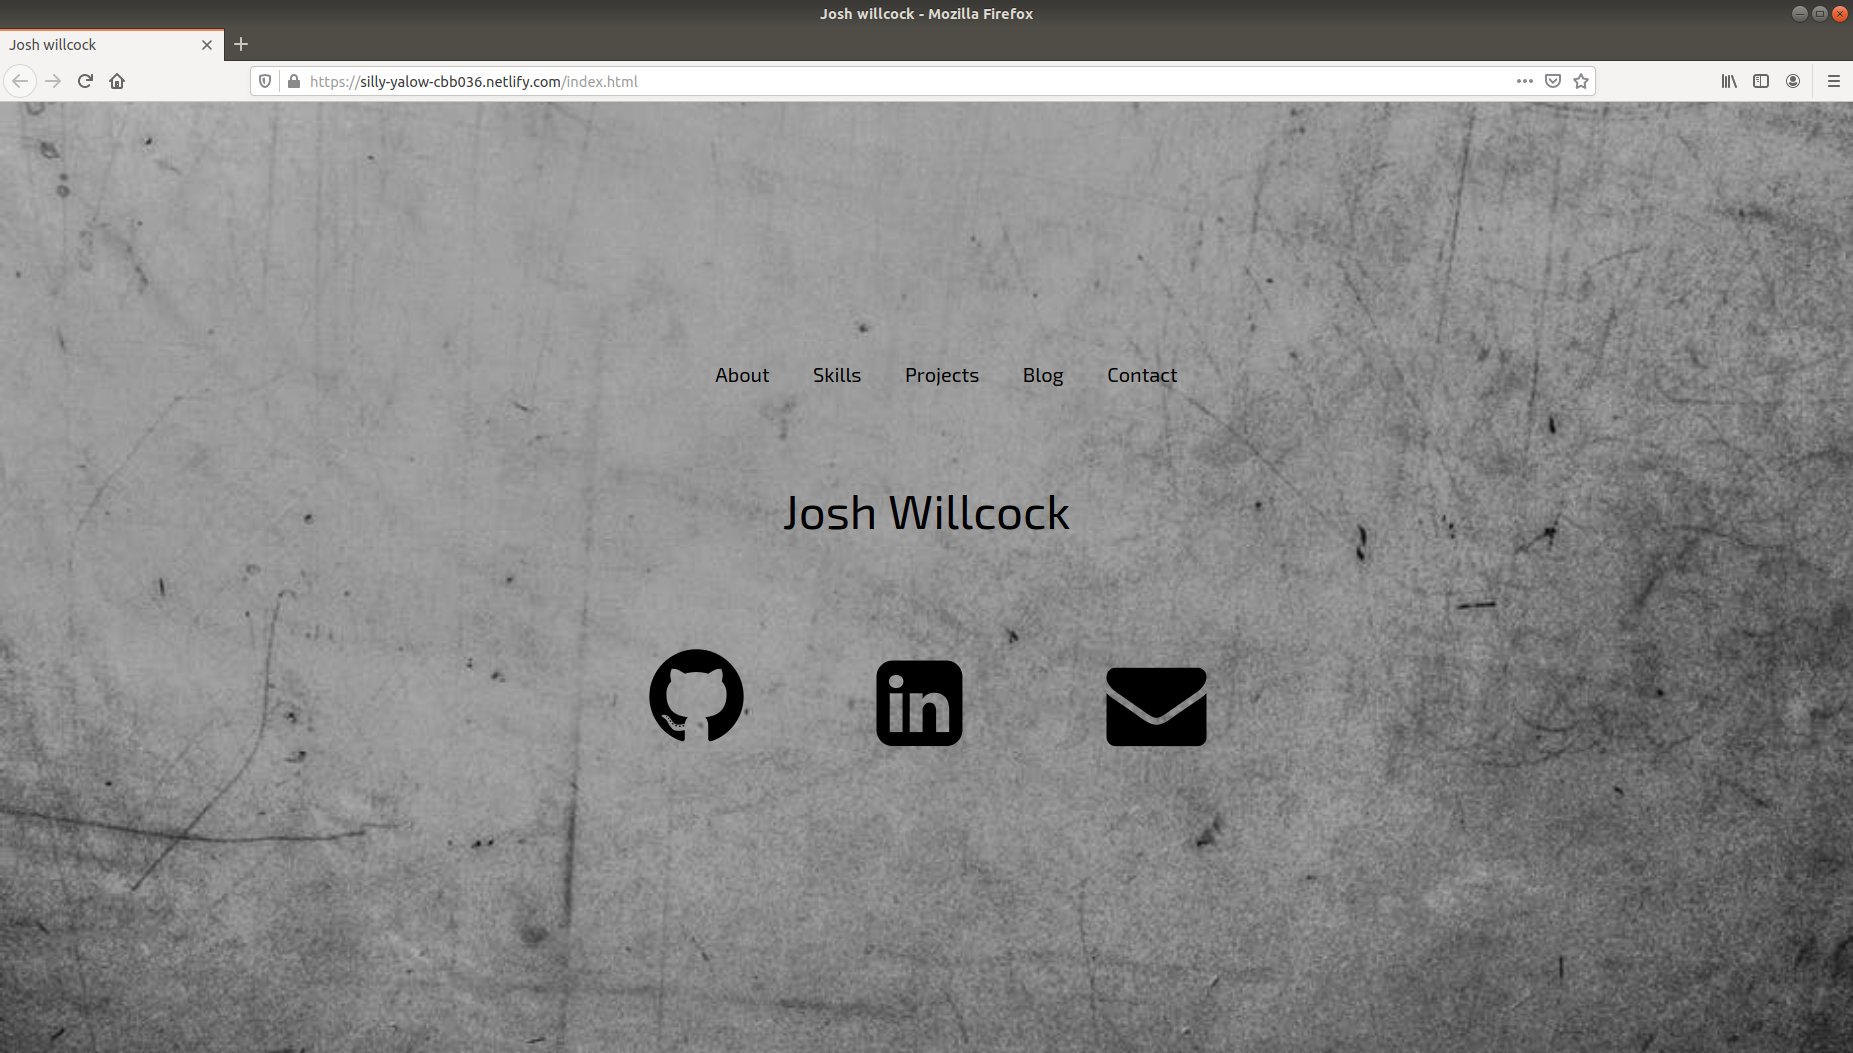 Josh willcock - Mozilla Firefox
Josh willcock
https://silly-yalow-cbb036.netlify.com/index.html
About Skills Projects Blog Contact
Josh Willcock
in